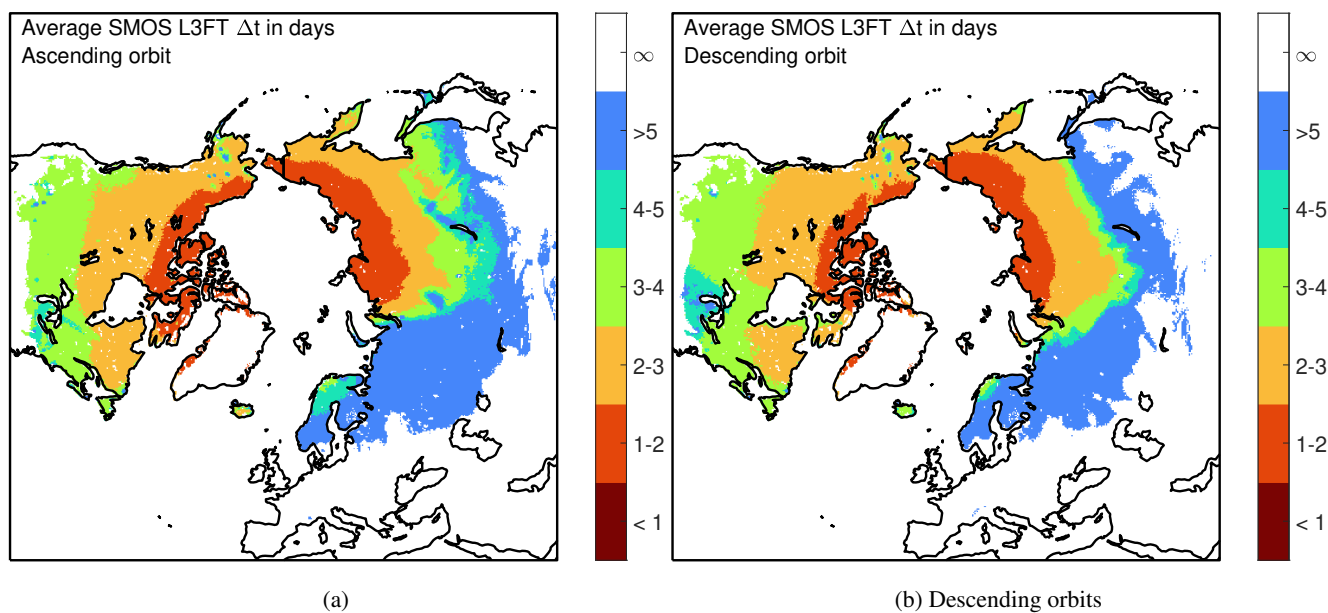 Average SMOS L3FT Δt in days
Ascending orbit
∞
>5
4-5
3-4
2-3
1-2
< 1
(a)
Average SMOS L3FT Δt in days
Descending orbit
∞
>5
4-5
3-4
2-3
1-2
< 1
(b) Descending orbits